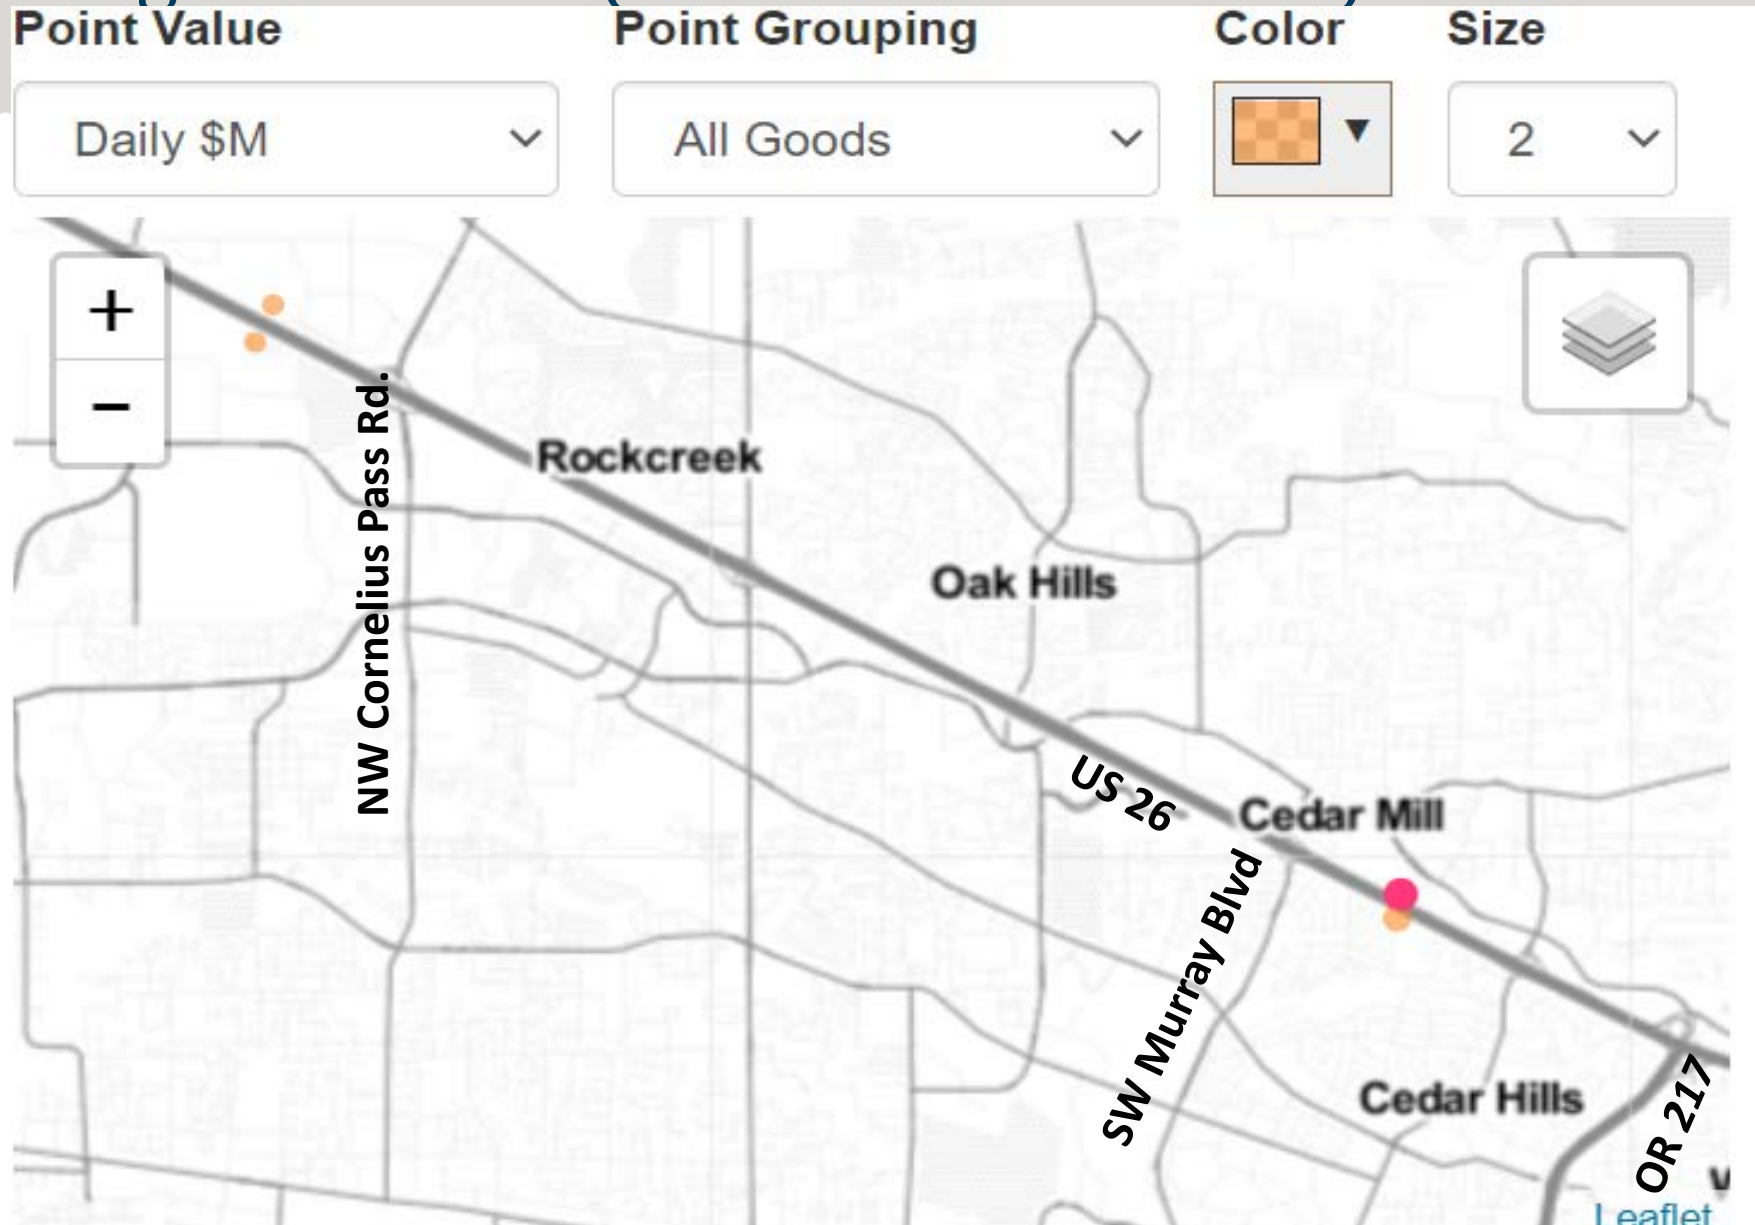 Point Value
Point Grouping
Color
Size
Daily $M
All Goods
2
+
−
NW Cornelius Pass Rd.
Rockcreek
Oak Hills
US 26
Cedar Mill
SW Murray Blvd
Cedar Hills
OR 217
Leaflet